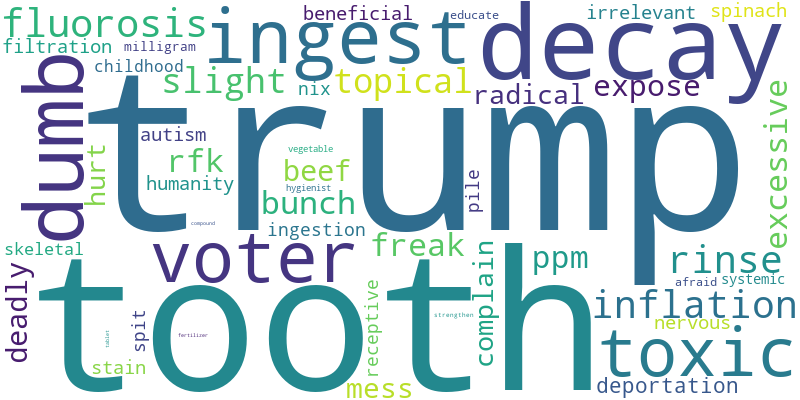 fluorosis
ingest
beneficial
educate
decay
irrelevant
spinach
filtration
milligram
childhood
slight
nix
topical
radical
expose
dumb
trump
excessive
hurt
autism
rfk
humanity
vegetable
hygienist
beef
bunch
pile
compound
ingestion
skeletal
voter
freak
complain
ppm
rinse
afraid
systemic
deadly
tooth
spit
fertilizer
tablet
receptive
strengthen
inflation
nervous
toxic
stain
mess
deportation